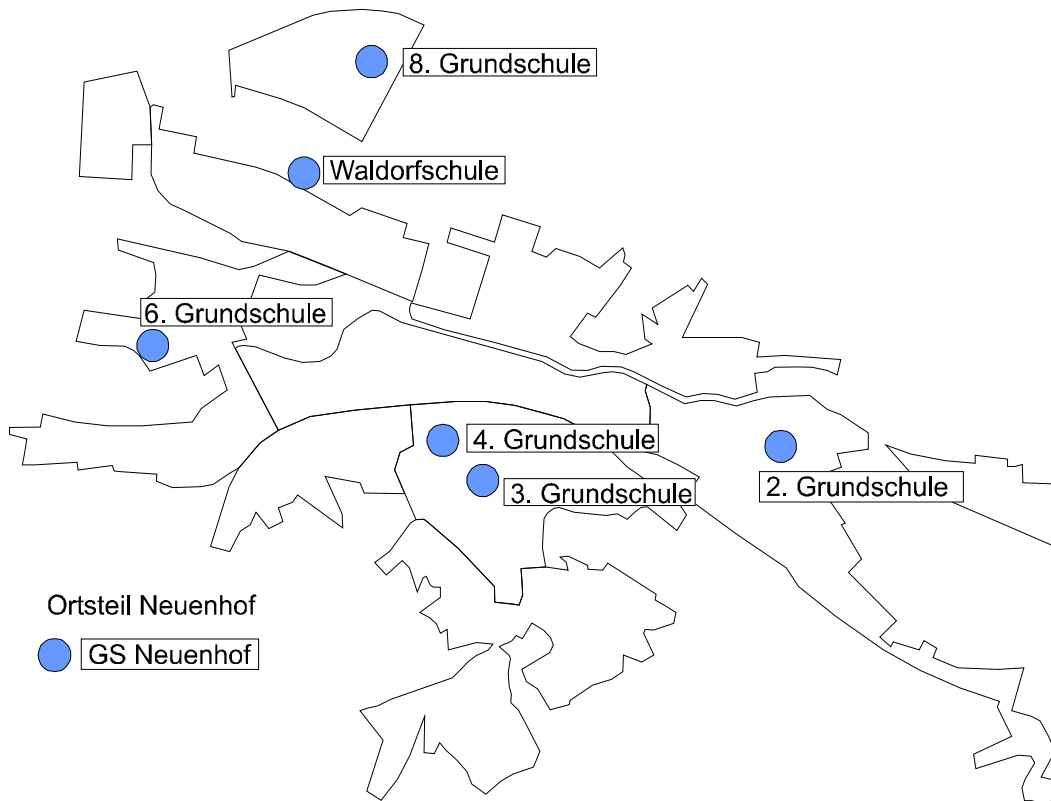 8. Grundschule
Waldorfschule
6. Grundschule
4. Grundschule
3. Grundschule
2. Grundschule
Ortsteil Neuenhof
GS Neuenhof